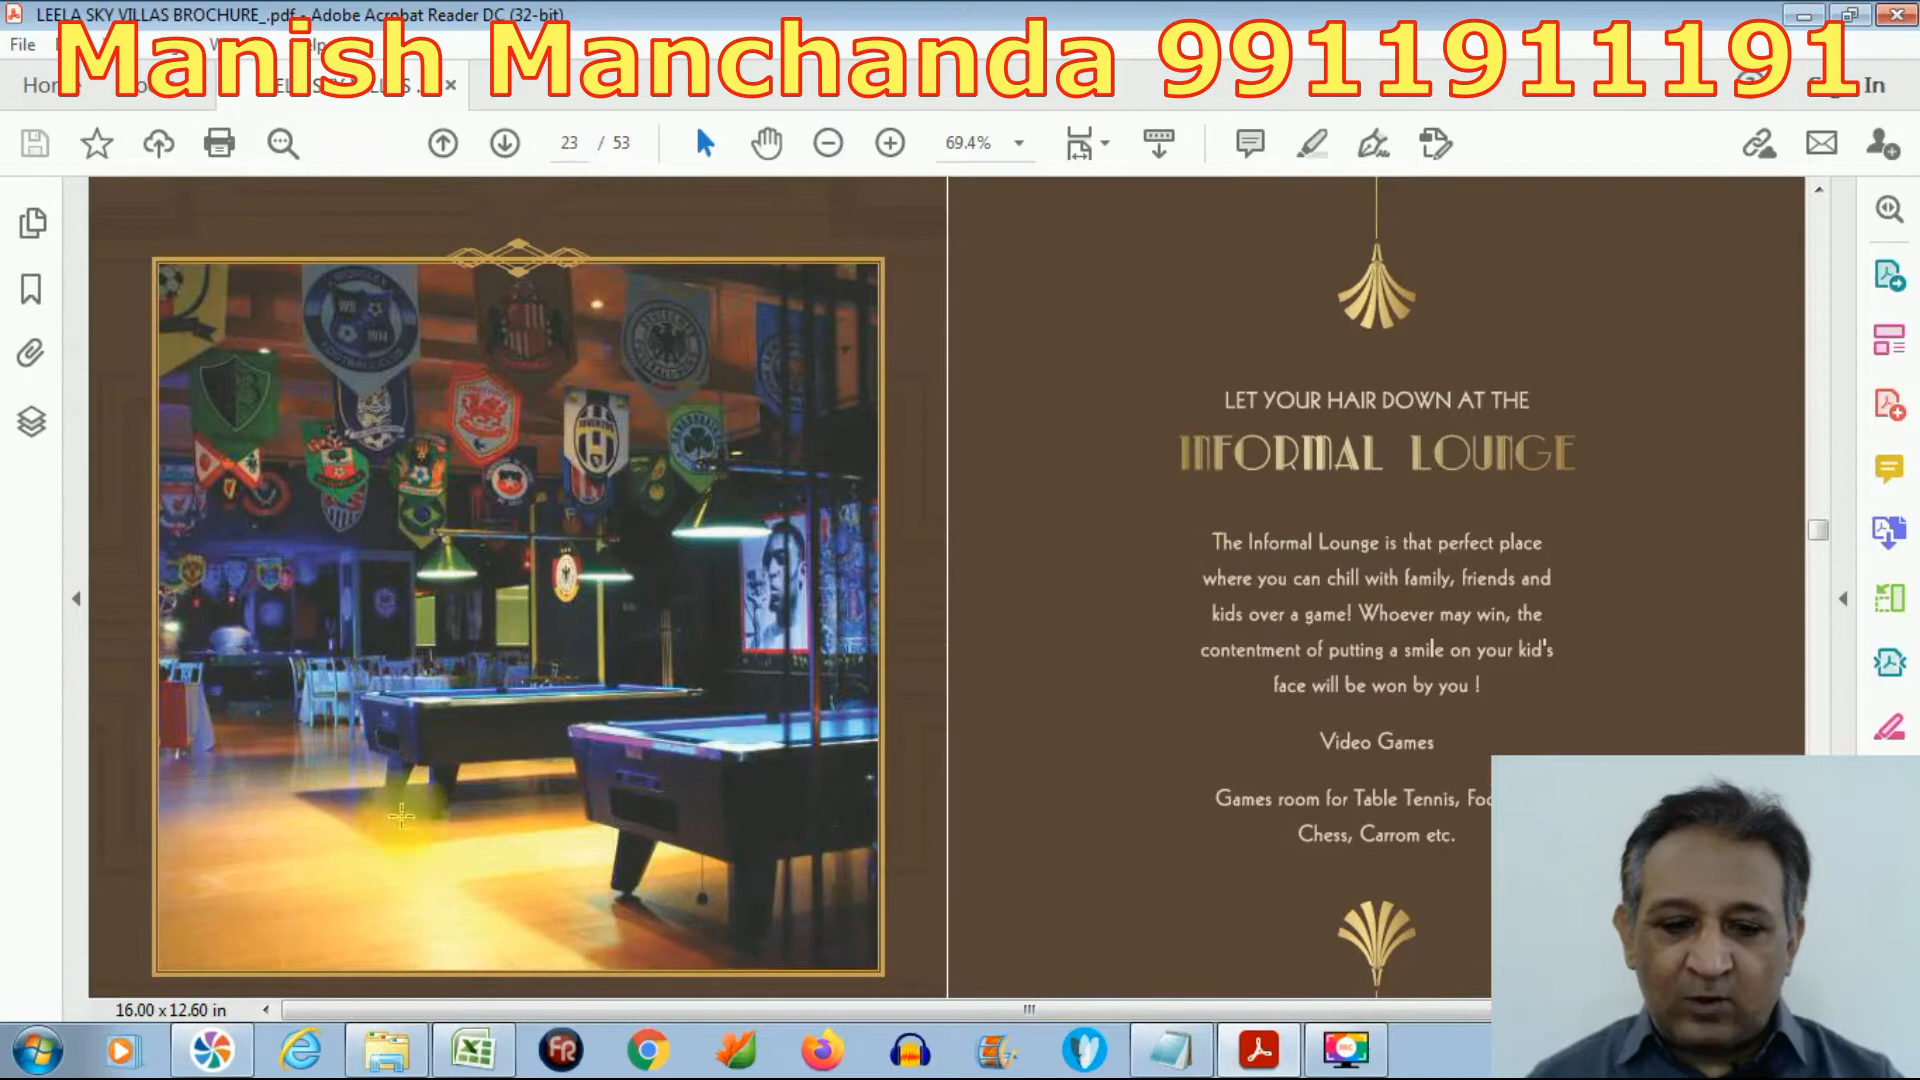 LEELA SKY VILLAS BROCHURE_.pdf - Adobe Acrobat Reader DC (32-bit)
Manish Manchanda 9911911191
File
In
23 / 53
69.4%
LET YOUR HAIR DOWN AT THE
INFORMAL LOUNGE
The Informal Lounge is that perfect place
where you can chill with family, friends and
kids over a game! Whoever may win, the
contentment of putting a smile on your kid's
face will be won by you !
Video Games
Games room for Table Tennis,
Chess, Carrom etc.
16.00 x 12.60 in